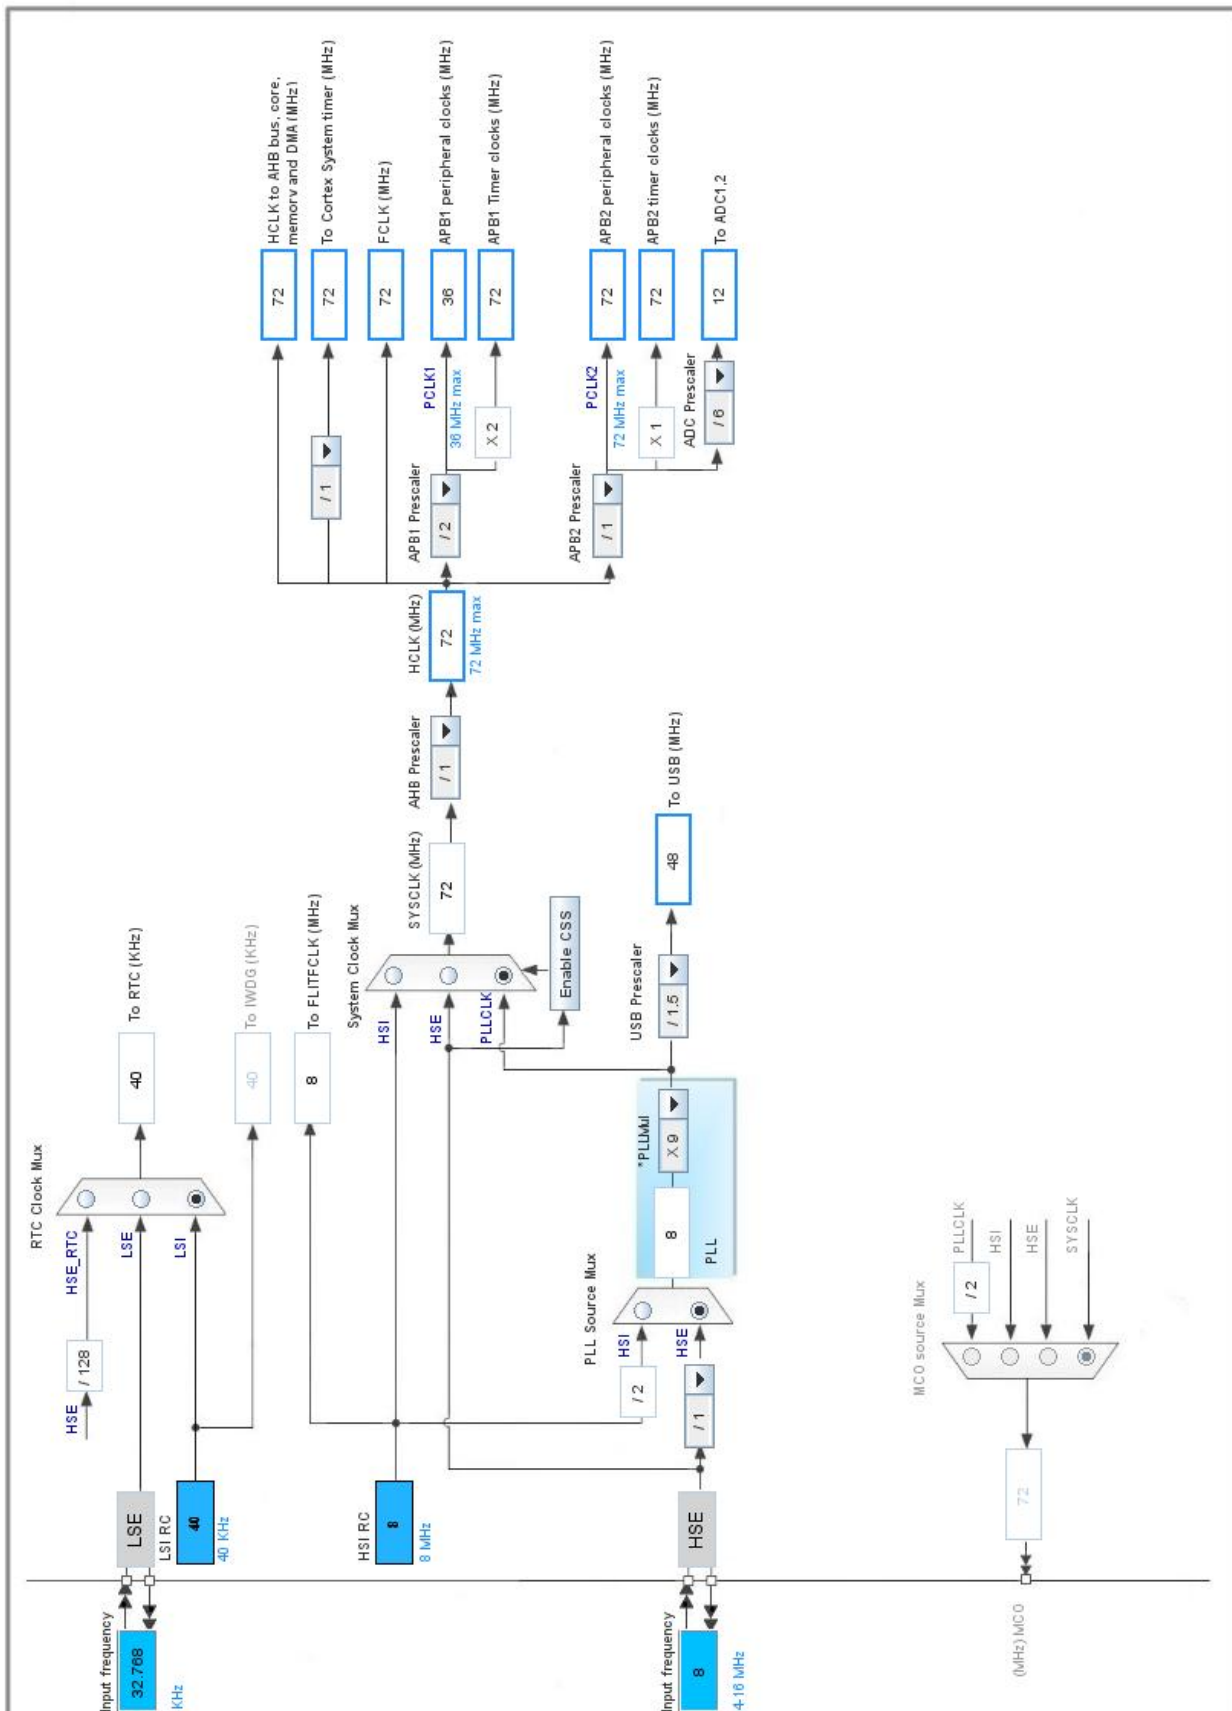 Input frequency
32.768
KHz
LSE
LSI RC
40
40 KHz
HSE
/ 128
HSE_RTC
LSE
LSI
RTC Clock Mux
40
To RTC (KHz)
40
To IWDG (KHz)
HSI RC
8
8 MHz
8
To FLITFCLK (MHz)
System Clock Mux
HSI
HSE
PLLCLK
Enable CSS
SYSCLK (MHz)
72
AHB Prescaler
/ 1
HCLK (MHz)
72
72 MHz max
72
HCLK to AHB bus, core,
memory and DMA (MHz)
/ 1
72
To Cortex System timer (MHz)
72
FCLK (MHz)
APB1 Prescaler
/ 2
PCLK1
36 MHz max
36
APB1 peripheral clocks (MHz)
X 2
72
APB1 Timer clocks (MHz)
APB2 Prescaler
/ 1
PCLK2
72 MHz max
72
APB2 peripheral clocks (MHz)
X 1
72
APB2 timer clocks (MHz)
ADC Prescaler
/ 6
12
To ADC1,2
Input frequency
8
4-16 MHz
HSE
/ 1
/ 2
PLL Source Mux
HSI
HSE
8
*PLLMul
X 9
PLL
USB Prescaler
/ 1.5
48
To USB (MHz)
(MHz) MCO
72
MCO source Mux
/ 2
PLLCLK
HSI
HSE
SYSCLK